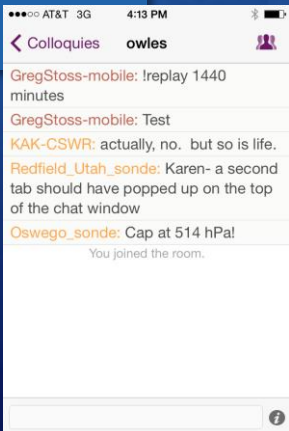 ●●●○○ AT&T 3G 4:13 PM
Colloquies owles
GregStoss-mobile: !replay 1440
minutes
GregStoss-mobile: Test
KAK-CSWR: actually, no. but so is life.
Redfield_Utah_sonde: Karen- a second
tab should have popped up on the top
of the chat window
Oswego_sonde: Cap at 514 hPa!
You joined the room.